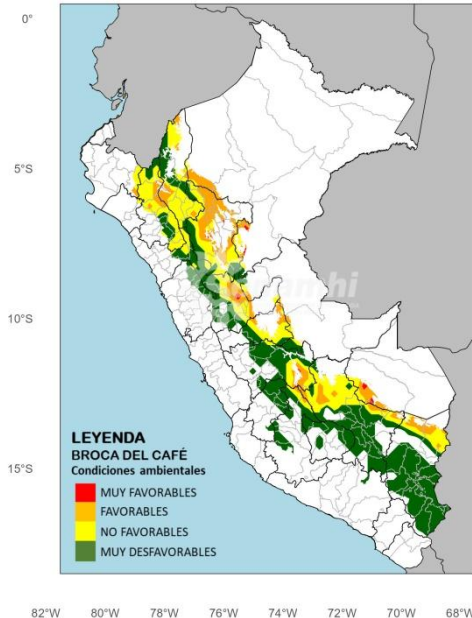 0°
5°S
10°S
15°S
senamhi
LEYENDA
BROCA DEL CAFÉ
Condiciones ambientales
MUY FAVORABLES
FAVORABLES
NO FAVORABLES
MUY DESFAVORABLES
82°W 80°W 78°W 76°W 74°W 72°W 70°W 68°W